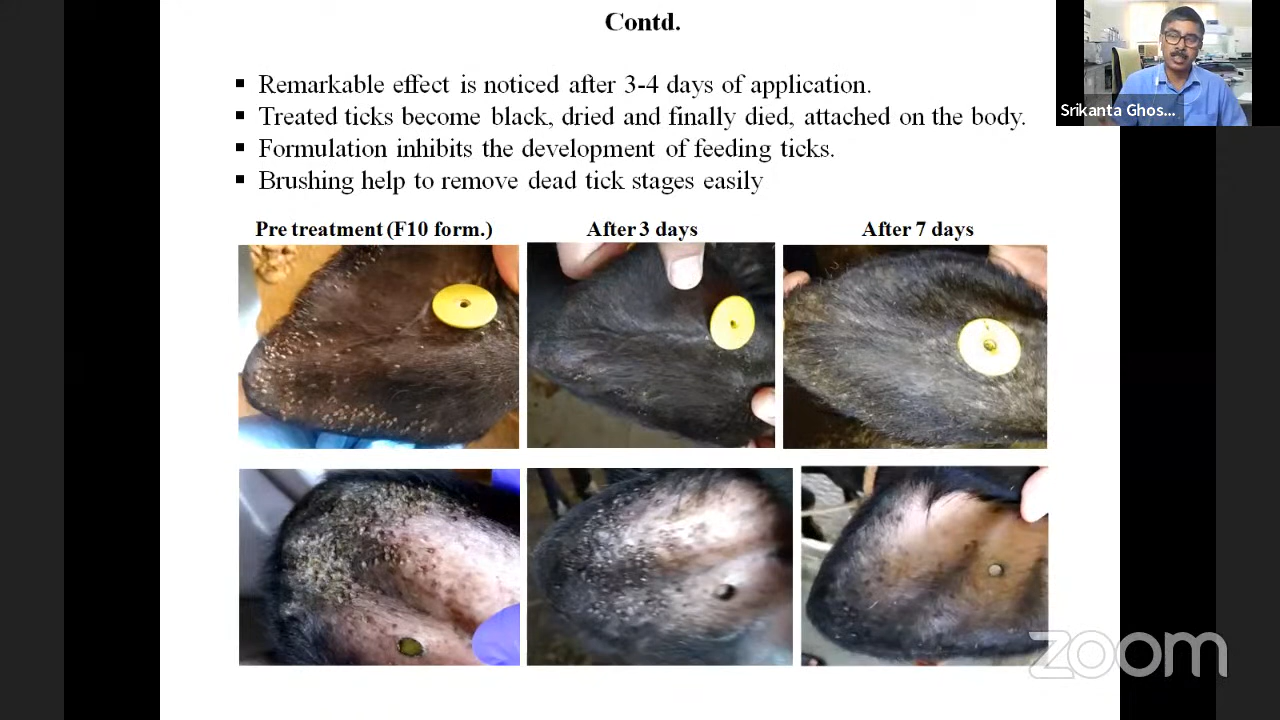 Contd.
Remarkable effect is noticed after 3-4 days of application.
Treated ticks become black, dried and finally died, attached on the body.
Formulation inhibits the development of feeding ticks.
Brushing help to remove dead tick stages easily
Srikanta Ghos...
Pre treatment (F10 form.)
After 3 days
After 7 days
zoom